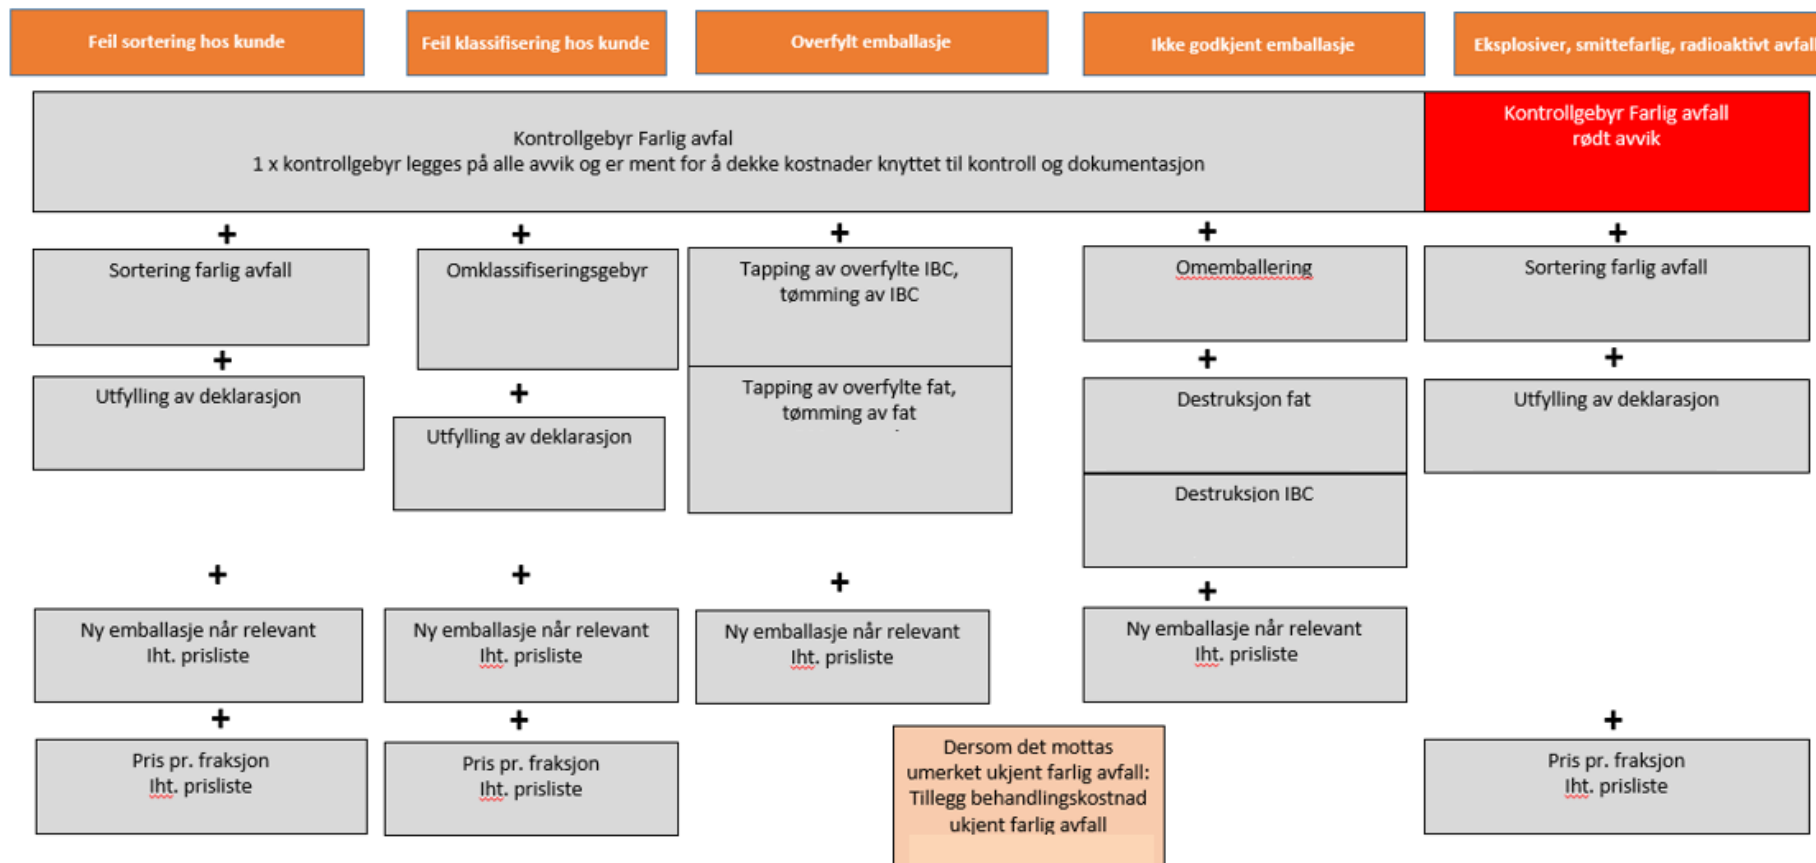 Feil sortering hos kunde
Feil klassifisering hos kunde
Overfylt emballasje
Ikke godkjent emballasje
Eksplosiver, smittefarlig, radioaktivt avfall
Kontrollgebyr Farlig avfal
1 x kontrollgebyr legges på alle avvik og er ment for å dekke kostnader knyttet til kontroll og dokumentasjon
Kontrollgebyr Farlig avfall
rødt avvik
+
+
+
+
+
Sortering farlig avfall
Omklassifiseringsgebyr
Tapping av overfylte IBC,
tømming av IBC
Omemballering
Sortering farlig avfall
+
+
+
+
Utfylling av deklarasjon
Utfylling av deklarasjon
Tapping av overfylte fat,
tømming av fat
Destruksjon fat
Utfylling av deklarasjon
Destruksjon IBC
+
+
+
+
Ny emballasje når relevant
Iht. prisliste
Ny emballasje når relevant
Iht. prisliste
Ny emballasje når relevant
Iht. prisliste
Ny emballasje når relevant
Iht. prisliste
+
+
+
Pris pr. fraksjon
Iht. prisliste
Pris pr. fraksjon
Iht. prisliste
Dersom det mottas
umerket ukjent farlig avfall:
Tillegg behandlingskostnad
ukjent farlig avfall
Pris pr. fraksjon
Iht. prisliste